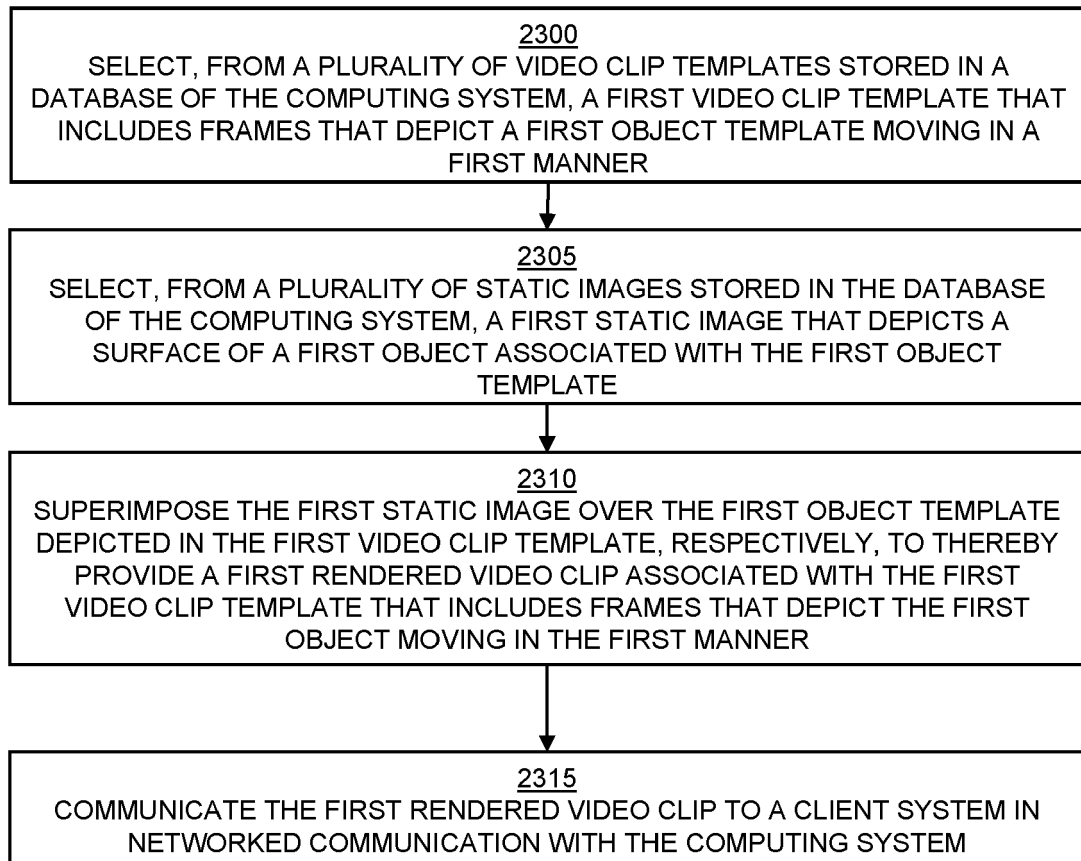 2300
SELECT, FROM A PLURALITY OF VIDEO CLIP TEMPLATES STORED IN A
DATABASE OF THE COMPUTING SYSTEM, A FIRST VIDEO CLIP TEMPLATE THAT
INCLUDES FRAMES THAT DEPICT A FIRST OBJECT TEMPLATE MOVING IN A
FIRST MANNER
2305
SELECT, FROM A PLURALITY OF STATIC IMAGES STORED IN THE DATABASE
OF THE COMPUTING SYSTEM, A FIRST STATIC IMAGE THAT DEPICTS A
SURFACE OF A FIRST OBJECT ASSOCIATED WITH THE FIRST OBJECT
TEMPLATE
2310
SUPERIMPOSE THE FIRST STATIC IMAGE OVER THE FIRST OBJECT TEMPLATE
DEPICTED IN THE FIRST VIDEO CLIP TEMPLATE, RESPECTIVELY, TO THEREBY
PROVIDE A FIRST RENDERED VIDEO CLIP ASSOCIATED WITH THE FIRST
VIDEO CLIP TEMPLATE THAT INCLUDES FRAMES THAT DEPICT THE FIRST
OBJECT MOVING IN THE FIRST MANNER
2315
COMMUNICATE THE FIRST RENDERED VIDEO CLIP TO A CLIENT SYSTEM IN
NETWORKED COMMUNICATION WITH THE COMPUTING SYSTEM